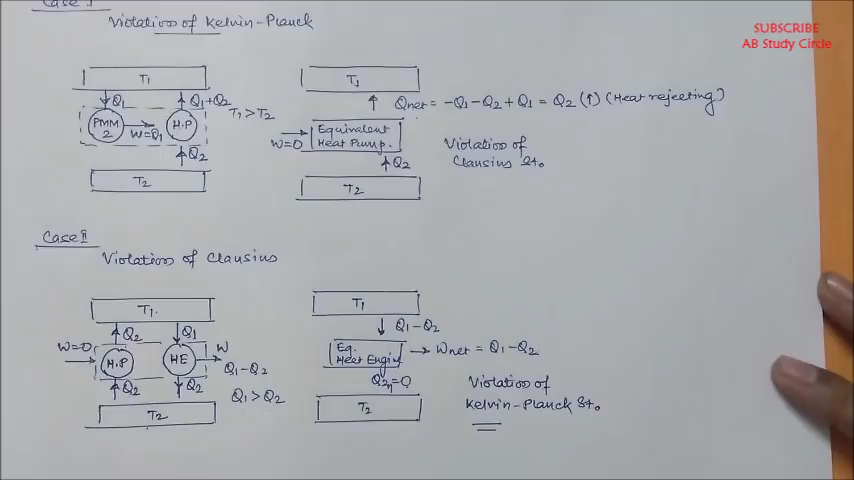 Case I
Violation of Kelvin-Planck
SUBSCRIBE
AB Study Circle
T1
Q1
Q1+Q2
PMM
2
W=Q1
H.P
T1>T2
Q2
T2
T1
Qnet = -Q1-Q2+Q1 = Q2 (↑) (Heat rejecting)
W=0
Equivalent
Heat Pump.
Q2
T2
Violation of
Clausius St.
Case II
Violation of Clausius
T1.
Q2
Q1
W=0
H.P
HE
W
Q1-Q2
Q2
Q2
Q1>Q2
T2
T1
Q1-Q2
Eq.
Heat Engin
Wnet = Q1-Q2
Q2n=0
T2
Violation of
Kelvin-Planck St.